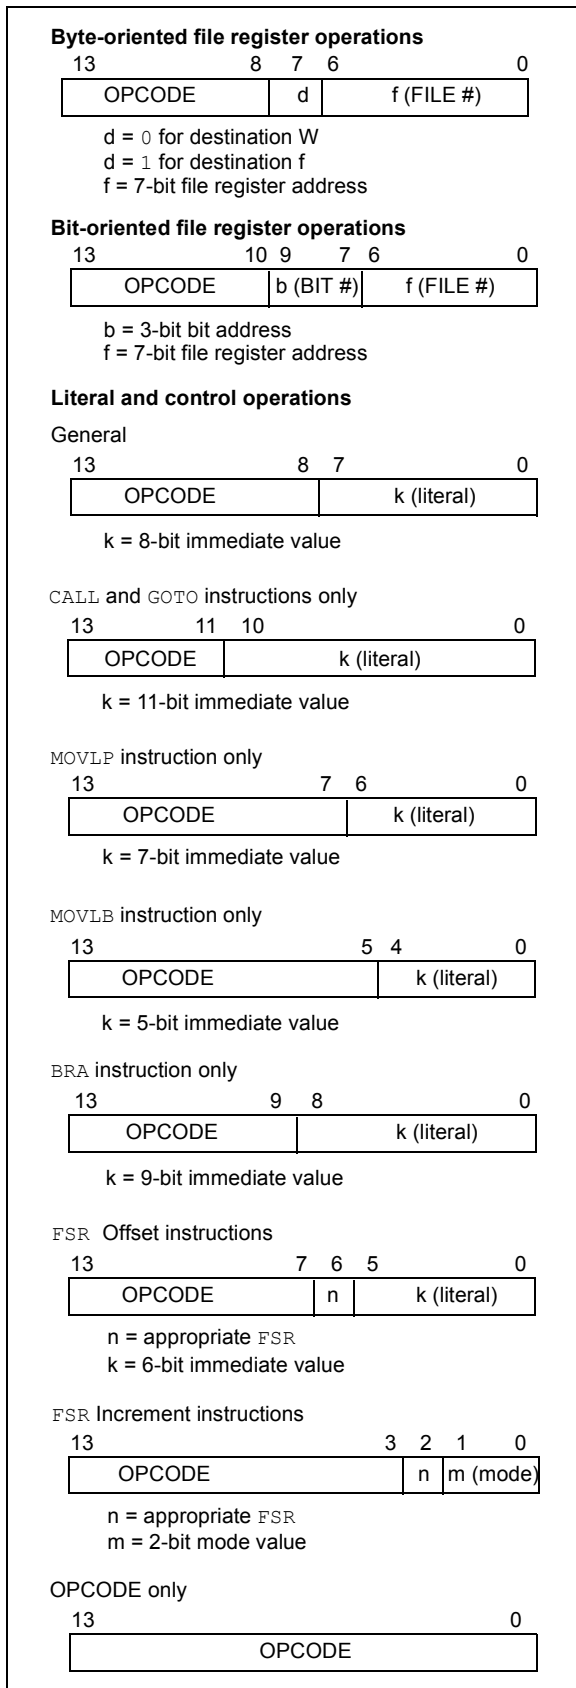 Byte-oriented file register operations
13 8 7 6 0
OPCODE d f (FILE #)
d = 0 for destination W
d = 1 for destination f
f = 7-bit file register address
Bit-oriented file register operations
13 10 9 7 6 0
OPCODE b (BIT #) f (FILE #)
b = 3-bit bit address
f = 7-bit file register address
Literal and control operations
General
13 8 7 0
OPCODE k (literal)
k = 8-bit immediate value
CALL and GOTO instructions only
13 11 10 0
OPCODE k (literal)
k = 11-bit immediate value
MOVLP instruction only
13 7 6 0
OPCODE k (literal)
k = 7-bit immediate value
MOVLB instruction only
13 5 4 0
OPCODE k (literal)
k = 5-bit immediate value
BRA instruction only
13 9 8 0
OPCODE k (literal)
k = 9-bit immediate value
FSR Offset instructions
13 7 6 5 0
OPCODE n k (literal)
n = appropriate FSR
k = 6-bit immediate value
FSR Increment instructions
13 3 2 1 0
OPCODE n m (mode)
n = appropriate FSR
m = 2-bit mode value
OPCODE only
13 0
OPCODE